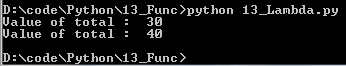 D:\code\Python\13_Func>python 13_Lambda.py
Value of total :  30
Value of total :  40
D:\code\Python\13_Func>